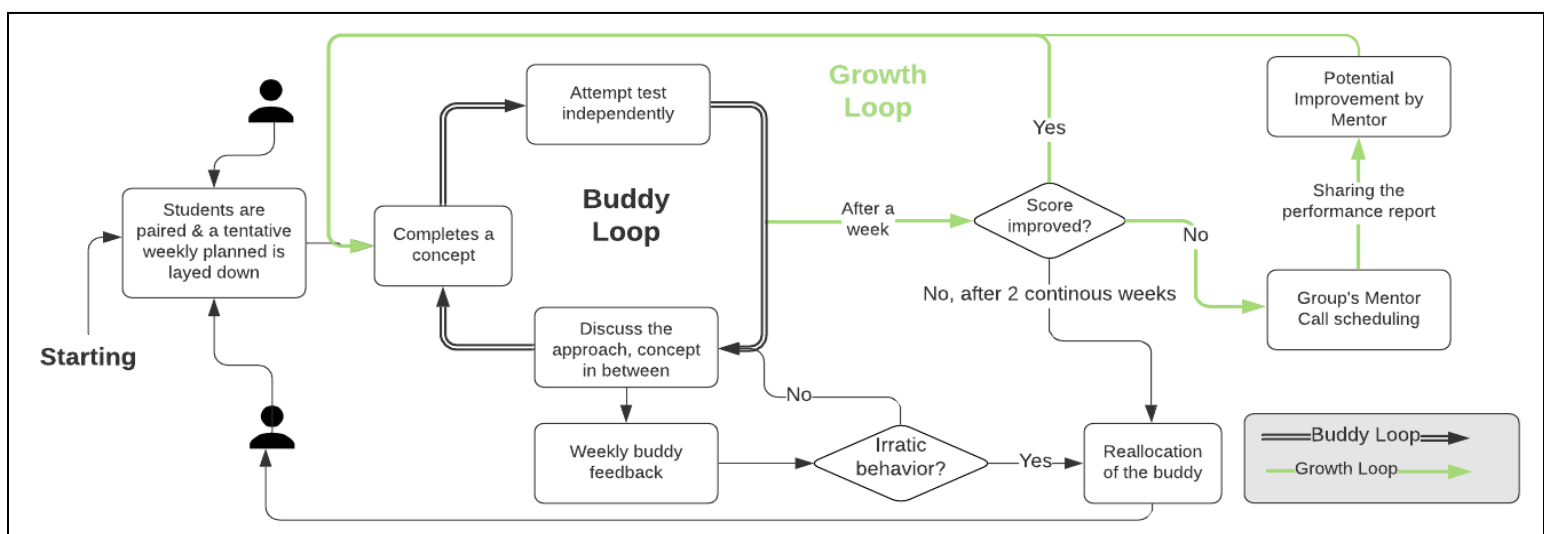 Growth
Loop
Attempt test
independently
Potential
Improvement by
Mentor
Yes
Students are
paired & a tentative
weekly planned is
layed down
Buddy
Loop
Completes a
concept
After a
week
Score
improved?
Sharing the
performance report
No
No, after 2 continous weeks
Group's Mentor
Call scheduling
Starting
Discuss the
approach, concept
in between
No
Weekly buddy
feedback
Irratic
behavior?
Yes
Reallocation
of the buddy
Buddy Loop
Growth Loop